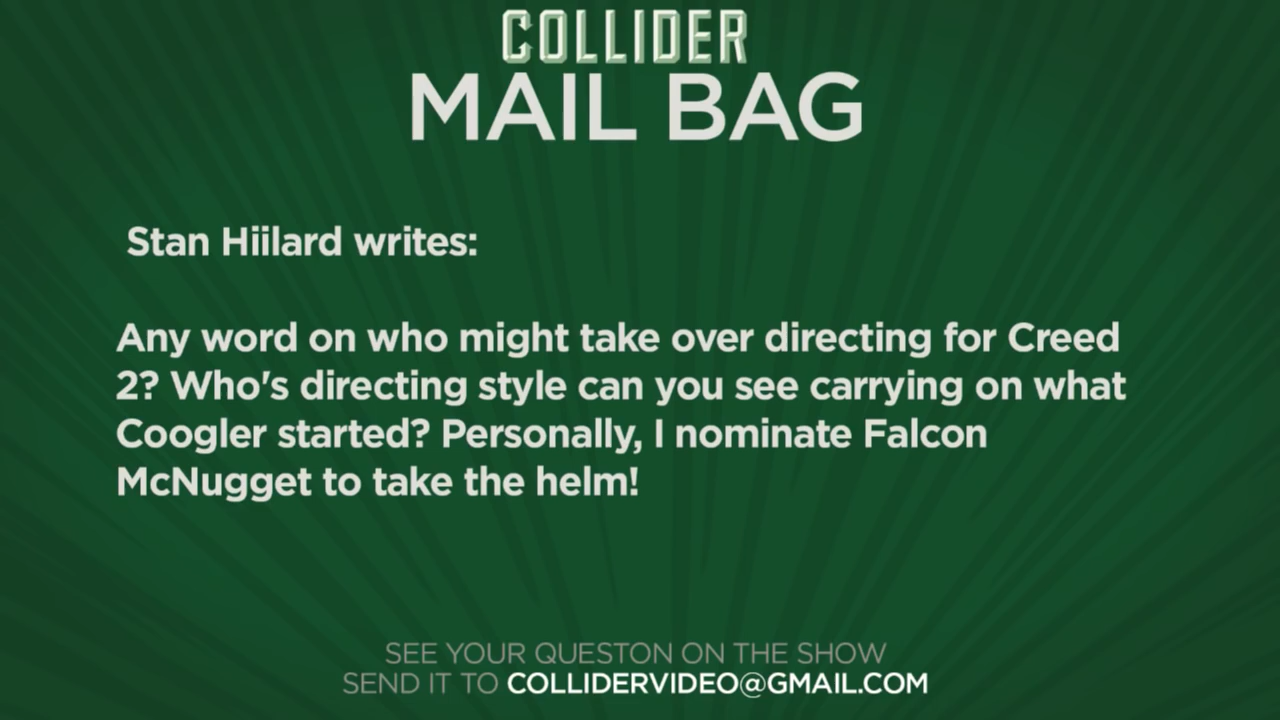 COLLIDER
MAIL BAG
Stan Hiilard writes:
Any word on who might take over directing for Creed
2? Who's directing style can you see carrying on what
Coogler started? Personally, I nominate Falcon
McNugget to take the helm!
SEE YOUR QUESTON ON THE SHOW
SEND IT TO COLLIDERVIDEO@GMAIL.COM